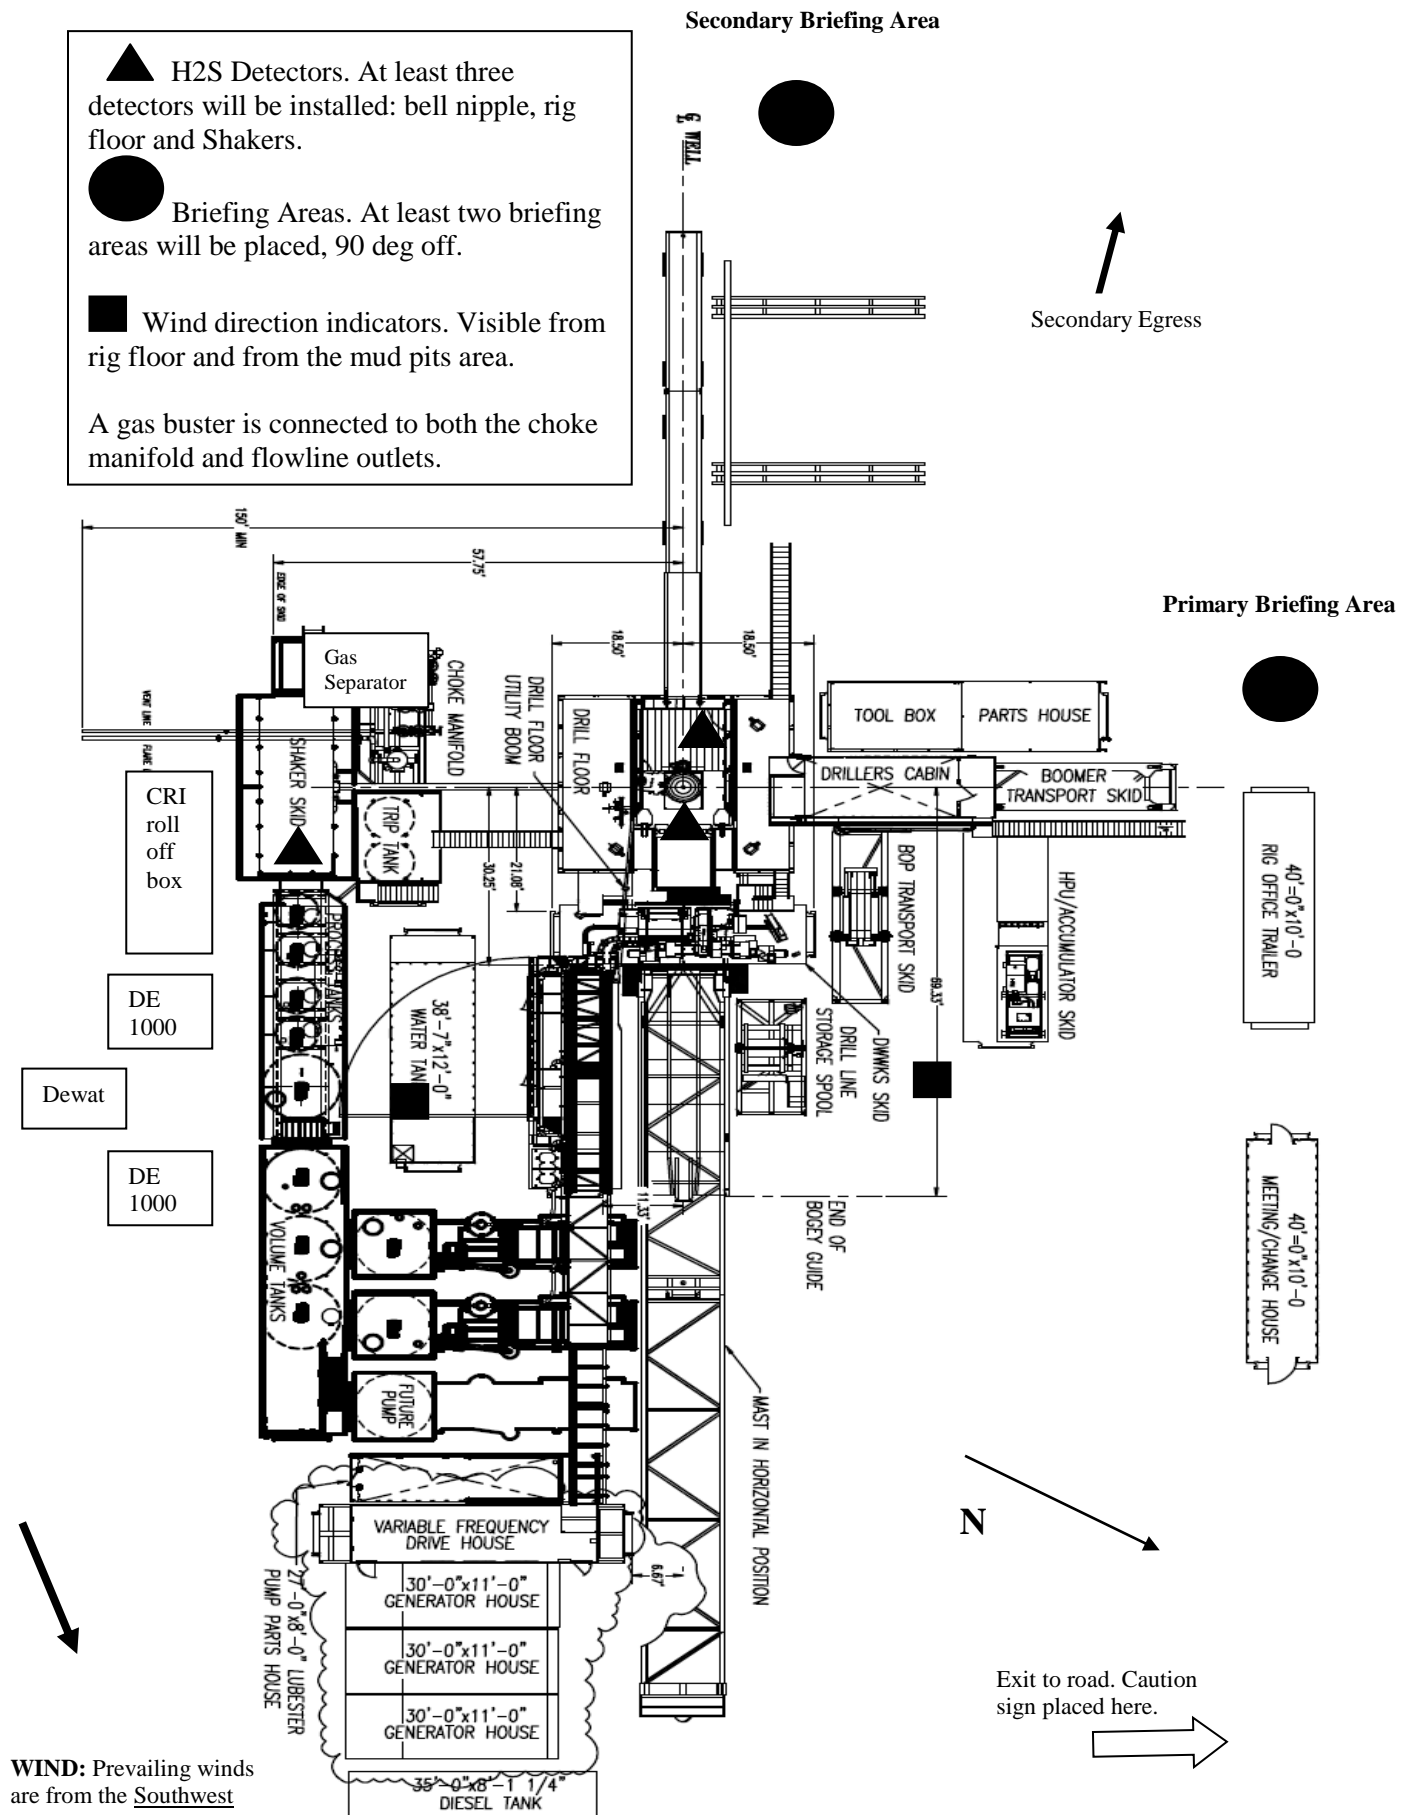 Secondary Briefing Area
H2S Detectors. At least three
detectors will be installed: bell nipple, rig
floor and Shakers.
Briefing Areas. At least two briefing
areas will be placed, 90 deg off.
Wind direction indicators. Visible from
rig floor and from the mud pits area.
A gas buster is connected to both the choke
manifold and flowline outlets.
℄ WELL
Secondary Egress
150' MIN
57.75'
EDGE OF SKID
Primary Briefing Area
18.50'
18.50'
Gas
Separator
CHOKE MANIFOLD
DRILL FLOOR
UTILITY BOOM
DRILL FLOOR
TOOL BOX
PARTS HOUSE
VENT LINE
FLARE
SHAKER SKID
DRILLERS CABIN
BOOMER
TRANSPORT SKID
CRI
roll
off
box
TRIP TANK
30.25'
21.08'
BOP TRANSPORT SKID
HPU/ACCUMULATOR SKID
40'=0"x10'-0
RIG OFFICE TRAILER
DE
1000
38'-7"x12'-0"
WATER TAN
69.33'
DRILL LINE
STORAGE SPOOL
DWWKS SKID
Dewat
DE
1000
VOLUME TANKS
11.33'
END OF
BOGEY GUIDE
40'=0"x10'-0
MEETING/CHANGE HOUSE
FUTURE
PUMP
MAST IN HORIZONTAL POSITION
N
VARIABLE FREQUENCY
DRIVE HOUSE
6.67'
27'-0"x8'-0" LUBESTER
PUMP PARTS HOUSE
30'-0"x11'-0"
GENERATOR HOUSE
30'-0"x11'-0"
GENERATOR HOUSE
30'-0"x11'-0"
GENERATOR HOUSE
Exit to road. Caution
sign placed here.
WIND: Prevailing winds
are from the Southwest
35'-0"x8'-1 1/4"
DIESEL TANK